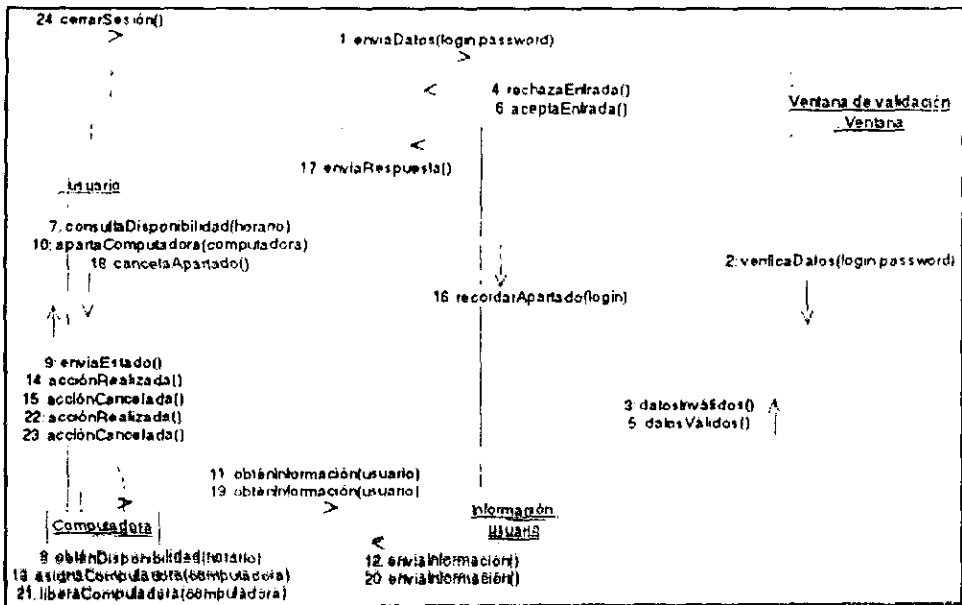 24 cerrarSesión()
1 enviaDatos(login password)
4 rechazaEntrada()
6 aceptaEntrada()
Ventana de validación
Ventana
17 enviaRespuesta()
usuario
7. consultaDisponibilidad(horario)
10: apartaComputadora(computadora)
18 cancelaApartado()
2: verificaDatos(login password)
16 recordarApartado(login)
9: enviaEstado()
14 acciónRealizada()
15 acciónCancelada()
22: acciónRealizada()
23 acciónCancelada()
3 datosInválidos()
5 datosVálidos()
11 obténInformación(usuario)
19 obténInformación(usuario)
Computadora
Información
usuario
8 obténDisponibilidad(horario)
13 asignaComputadora(computadora)
21. liberaComputadora(computadora)
12. enviaInformación()
20 enviaInformación()